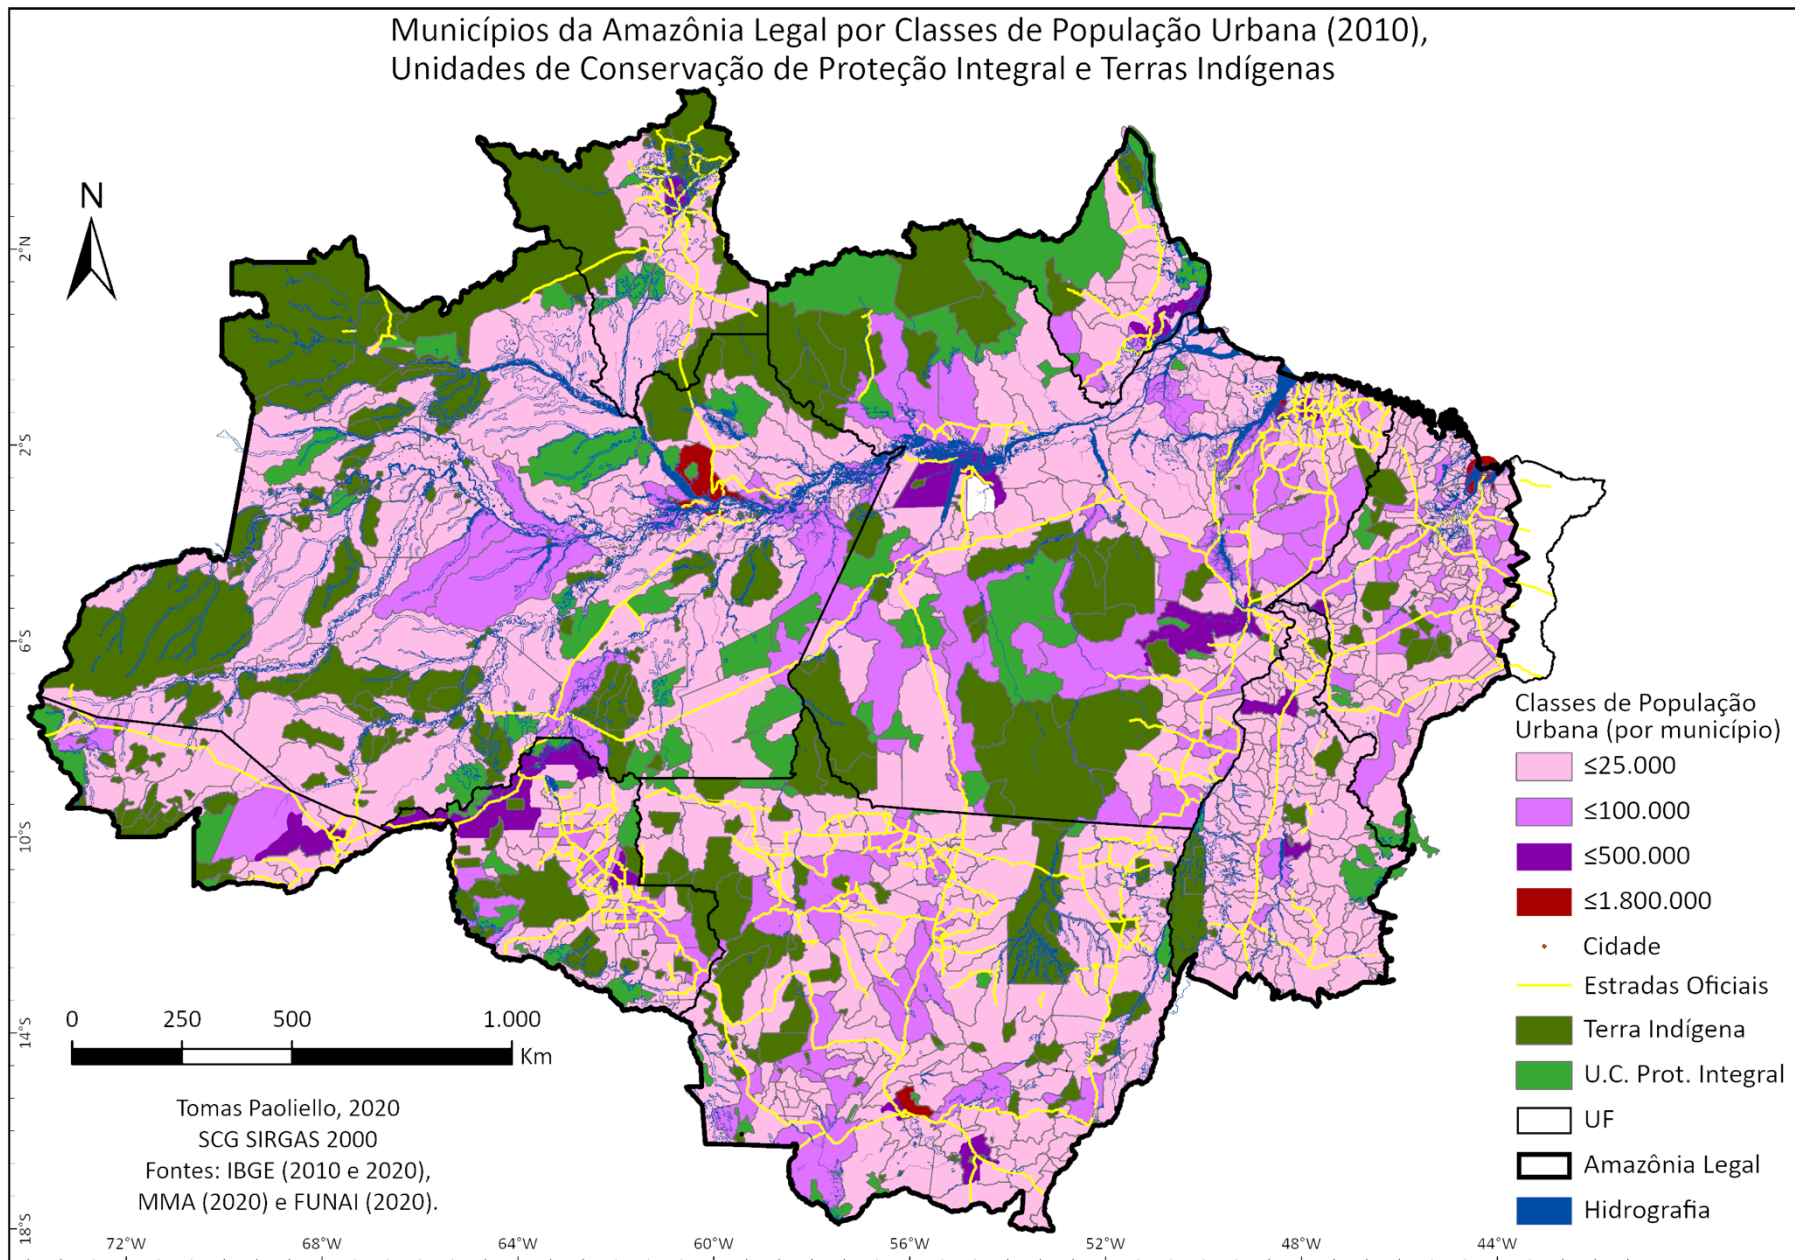 Municípios da Amazônia Legal por Classes de População Urbana (2010),
Unidades de Conservação de Proteção Integral e Terras Indígenas
N
2°N
2°S
6°S
10°S
14°S
18°S
Classes de População
Urbana (por município)
≤25.000
≤100.000
≤500.000
≤1.800.000
Cidade
Estradas Oficiais
Terra Indígena
U.C. Prot. Integral
UF
Amazônia Legal
Hidrografia
0 250 500 1.000
Km
Tomas Paoliello, 2020
SCG SIRGAS 2000
Fontes: IBGE (2010 e 2020),
MMA (2020) e FUNAI (2020).
72°W 68°W 64°W 60°W 56°W 52°W 48°W 44°W